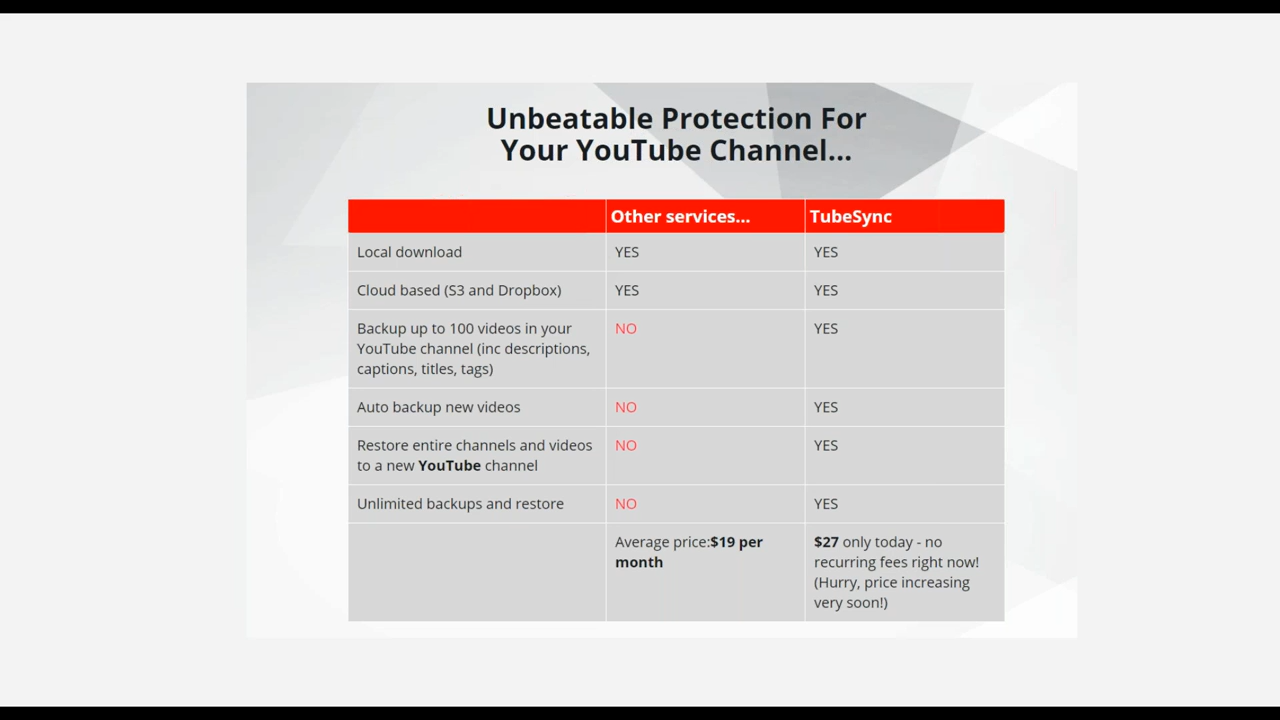 Unbeatable Protection For
Your YouTube Channel...
Other services... TubeSync
Local download YES YES
Cloud based (S3 and Dropbox) YES YES
Backup up to 100 videos in your NO YES
YouTube channel (inc descriptions,
captions, titles, tags)
Auto backup new videos NO YES
Restore entire channels and videos NO YES
to a new YouTube channel
Unlimited backups and restore NO YES
Average price:$19 per
month
$27 only today - no
recurring fees right now!
(Hurry, price increasing
very soon!)